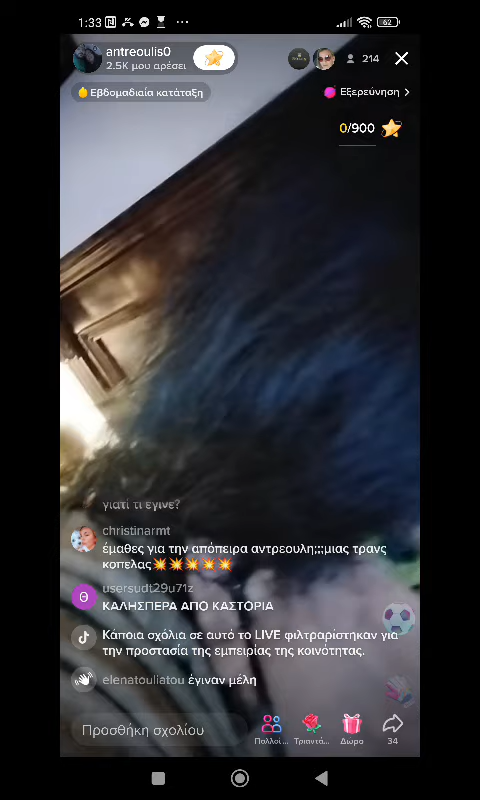 1:33
62
antreoulis0
2.5K μου αρέσει
214
Εβδομαδιαία κατάταξη
Εξερεύνηση
0/900
γιατί τι εγινε?
christinarmt
έμαθες για την απόπειρα αντρεουλη;;;μιας τρανς
κοπελας💥💥💥💥💥
usersudt29u71z
ΚΑΛΗΣΠΕΡΑ ΑΠΟ ΚΑΣΤΟΡΙΑ
Κάποια σχόλια σε αυτό το LIVE φιλτραρίστηκαν για
την προστασία της εμπειρίας της κοινότητας.
elenatouliatou έγιναν μέλη
Προσθήκη σχολίου
Πολλοί... Τριαντά... Δώρο 34